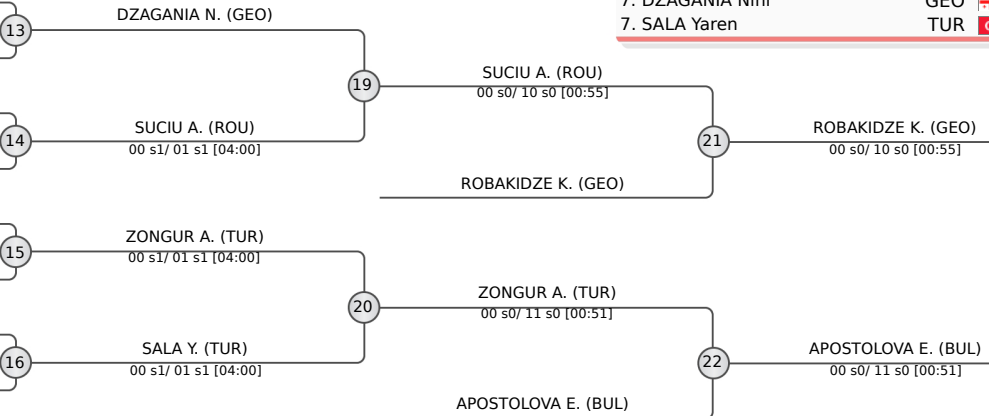 DZAGANIA N. (GEO)
7. DZAGANIA Nini GEO
7. SALA Yaren TUR
13
19
SUCIU A. (ROU)
00 s0/ 10 s0 [00:55]
14
SUCIU A. (ROU)
00 s1/ 01 s1 [04:00]
21
ROBAKIDZE K. (GEO)
00 s0/ 10 s0 [00:55]
ROBAKIDZE K. (GEO)
15
ZONGUR A. (TUR)
00 s1/ 01 s1 [04:00]
20
ZONGUR A. (TUR)
00 s0/ 11 s0 [00:51]
16
SALA Y. (TUR)
00 s1/ 01 s1 [04:00]
22
APOSTOLOVA E. (BUL)
00 s0/ 11 s0 [00:51]
APOSTOLOVA E. (BUL)